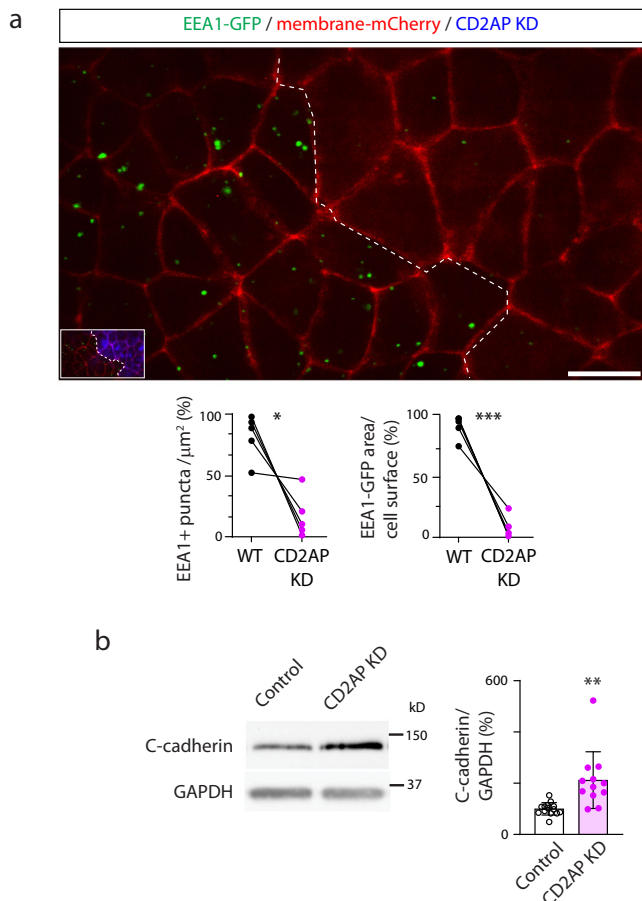 a
EEA1-GFP / membrane-mCherry / CD2AP KD
EEA1+ puncta /μm² (%)
100
50
0
WT
CD2AP
KD
*
EEA1-GFP area/
cell surface (%)
100
50
0
WT
CD2AP
KD
***
b
Control
CD2AP KD
kD
C-cadherin
150
GAPDH
37
C-cadherin/
GAPDH (%)
600
0
**
Control
CD2AP KD